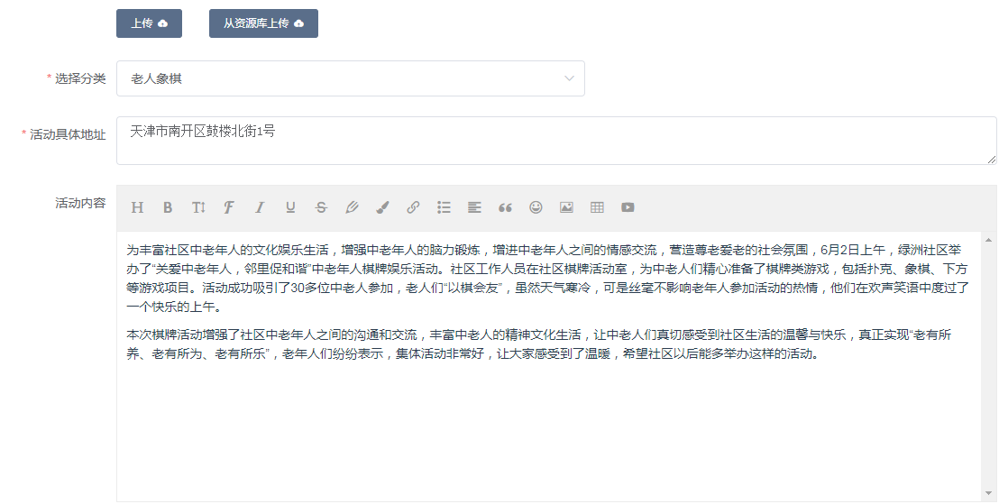 上传
从资源库上传
* 选择分类
老人象棋
* 活动具体地址
天津市南开区鼓楼北街1号
活动内容
H B T F I U S
为丰富社区中老年人的文化娱乐生活，增强中老年人的脑力锻炼，增进中老年人之间的情感交流，营造尊老爱老的社会氛围，6月2日上午，绿洲社区举
办了“关爱中老年人，邻里促和谐”中老年人棋牌娱乐活动。社区工作人员在社区棋牌活动室，为中老人们精心准备了棋牌类游戏，包括扑克、象棋、下方
等游戏项目。活动成功吸引了30多位中老人参加，老人们“以棋会友”，虽然天气寒冷，可是丝毫不影响老年人参加活动的热情，他们在欢声笑语中度过了
一个快乐的上午。
本次棋牌活动增强了社区中老年人之间的沟通和交流，丰富中老人的精神文化生活，让中老人们真切感受到社区生活的温馨与快乐，真正实现“老有所
养、老有所为、老有所乐”，老年人们纷纷表示，集体活动非常好，让大家感受到了温暖，希望社区以后能多举办这样的活动。